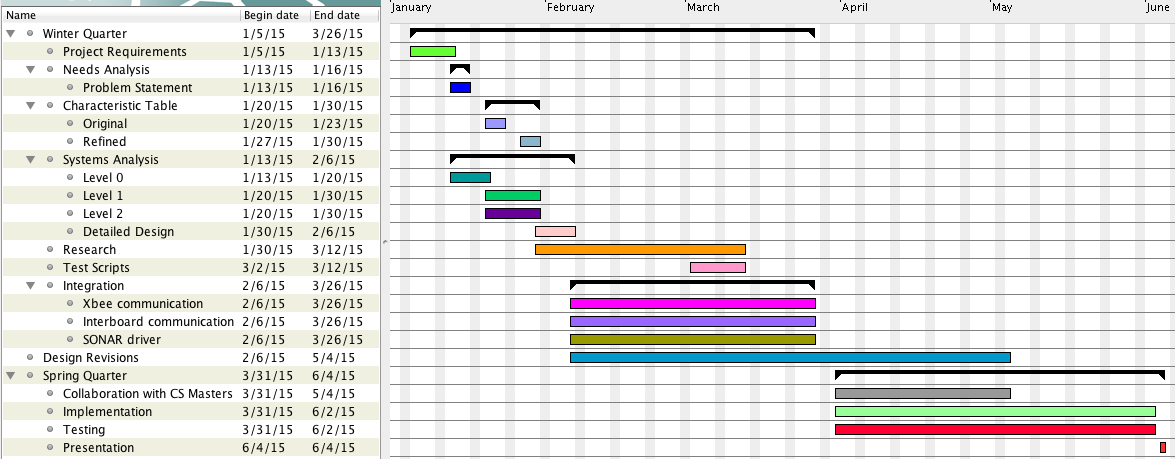 January February March April May June
Name Begin date End date
Winter Quarter 1/5/15 3/26/15
Project Requirements 1/5/15 1/13/15
Needs Analysis 1/13/15 1/16/15
Problem Statement 1/13/15 1/16/15
Characteristic Table 1/20/15 1/30/15
Original 1/20/15 1/23/15
Refined 1/27/15 1/30/15
Systems Analysis 1/13/15 2/6/15
Level 0 1/13/15 1/20/15
Level 1 1/20/15 1/30/15
Level 2 1/20/15 1/30/15
Detailed Design 1/30/15 2/6/15
Research 1/30/15 3/12/15
Test Scripts 3/2/15 3/12/15
Integration 2/6/15 3/26/15
Xbee communication 2/6/15 3/26/15
Interboard communication 2/6/15 3/26/15
SONAR driver 2/6/15 3/26/15
Design Revisions 2/6/15 5/4/15
Spring Quarter 3/31/15 6/4/15
Collaboration with CS Masters 3/31/15 5/4/15
Implementation 3/31/15 6/2/15
Testing 3/31/15 6/2/15
Presentation 6/4/15 6/4/15